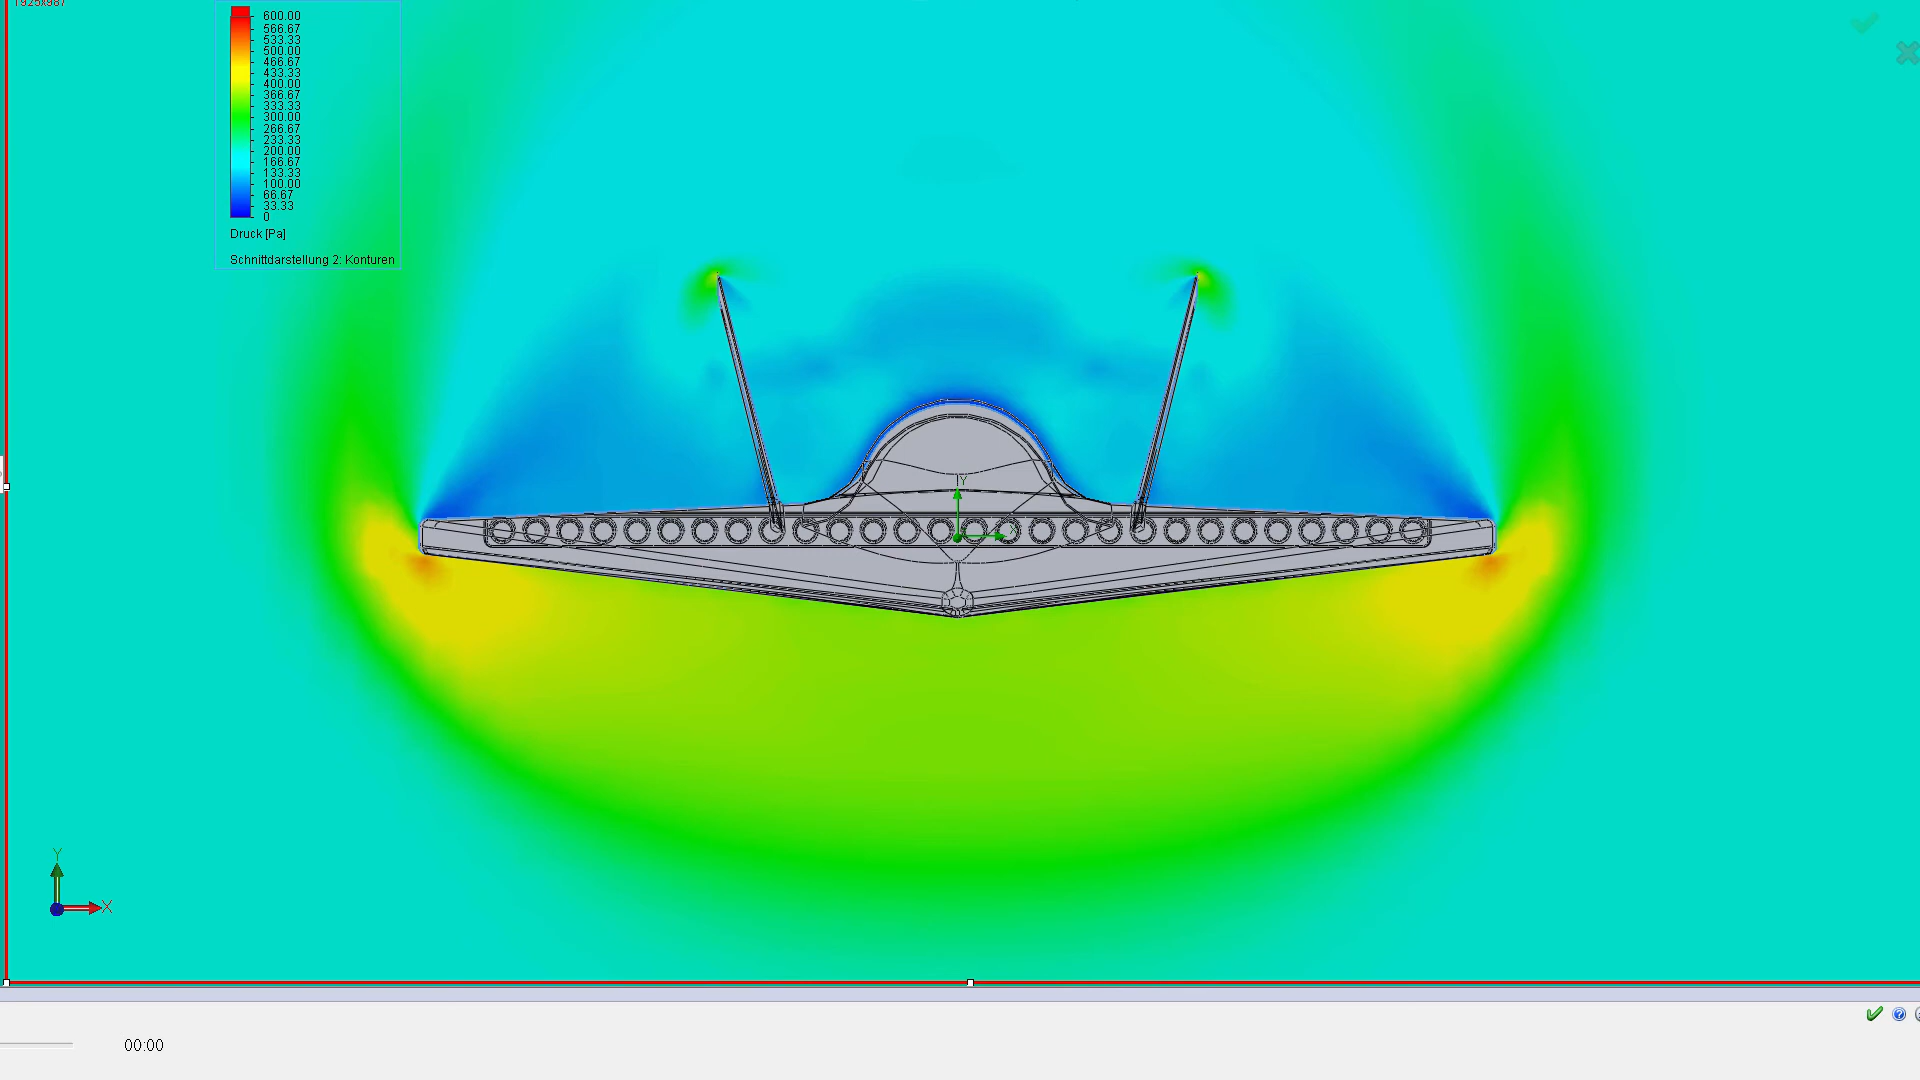 1925x987
600.00
566.67
533.33
500.00
466.67
433.33
400.00
366.67
333.33
300.00
266.67
233.33
200.00
166.67
133.33
100.00
66.67
33.33
0
Druck [Pa]
Schnittdarstellung 2: Konturen
Y
X
Y
X
00:00